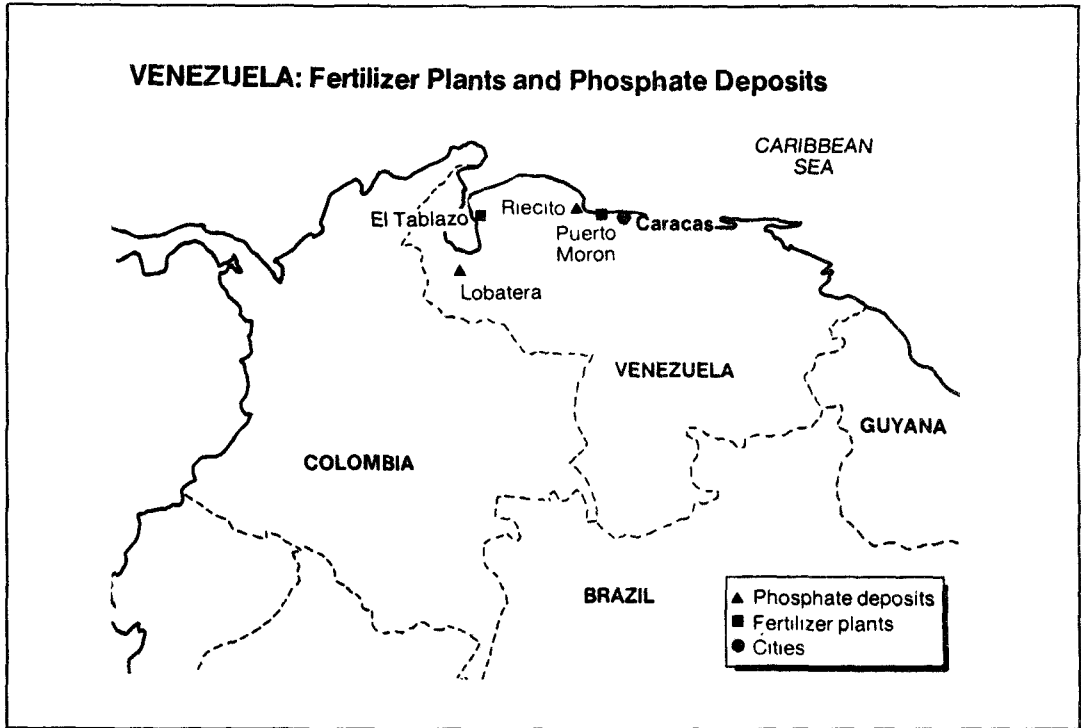 VENEZUELA: Fertilizer Plants and Phosphate Deposits
CARIBBEAN
SEA
El Tablazo
Riecito
Puerto
Moron
Caracas
Lobatera
VENEZUELA
GUYANA
COLOMBIA
BRAZIL
Phosphate deposits
Fertilizer plants
Cities